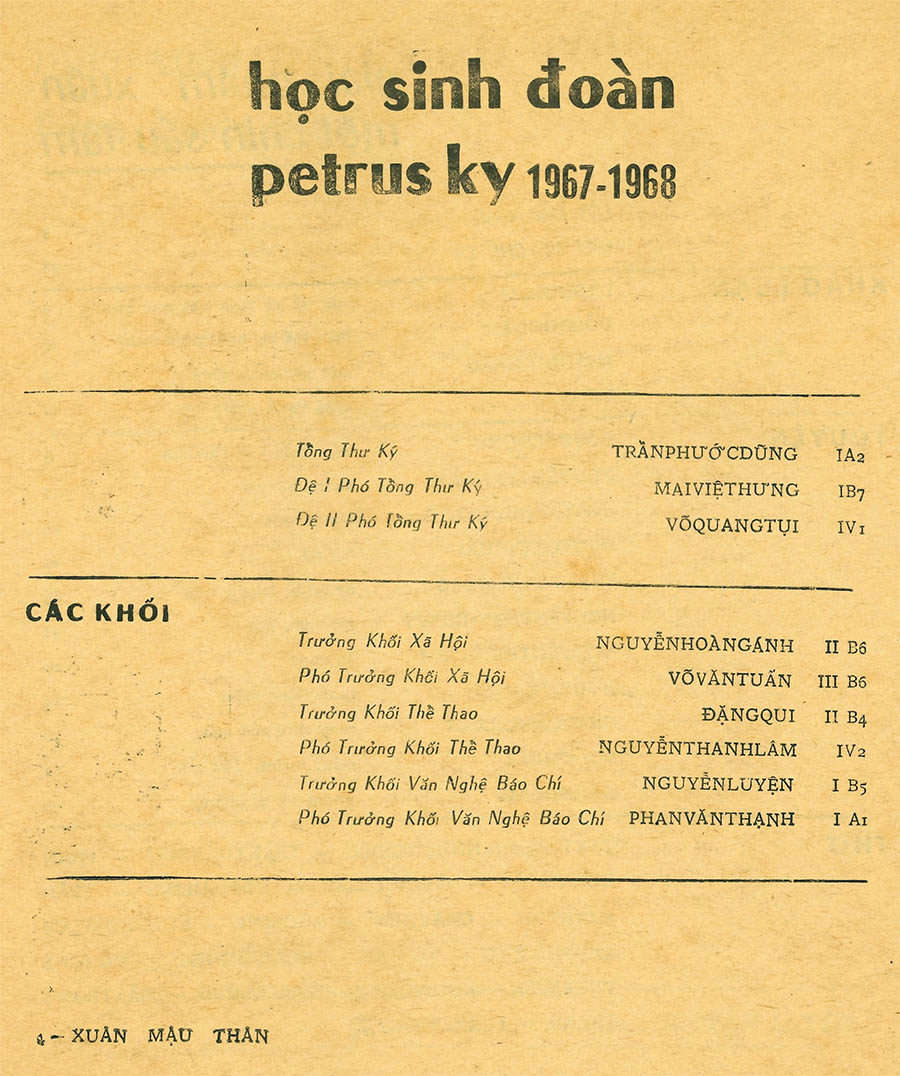 học sinh đoàn
petrus ky 1967-1968
Tổng Thư Ký TRẦNPHƯỚCDŨNG IA2
Đệ I Phó Tổng Thư Ký MAIVIỆTHƯNG IB7
Đệ II Phó Tổng Thư Ký VÕQUANGTỤI IV1
CÁC KHỐI
Trưởng Khối Xã Hội NGUYỄNHOÀNGÁNH II B6
Phó Trưởng Khối Xã Hội VÕVĂNTUẤN III B6
Trưởng Khối Thể Thao ĐẶNGQUI II B4
Phó Trưởng Khối Thể Thao NGUYỄNTHANHLÂM IV2
Trưởng Khối Văn Nghệ Báo Chí NGUYỄNLUYỆN I B5
Phó Trưởng Khối Văn Nghệ Báo Chí PHANVĂNTHẠNH I A1
4 - XUÂN MẬU THÂN